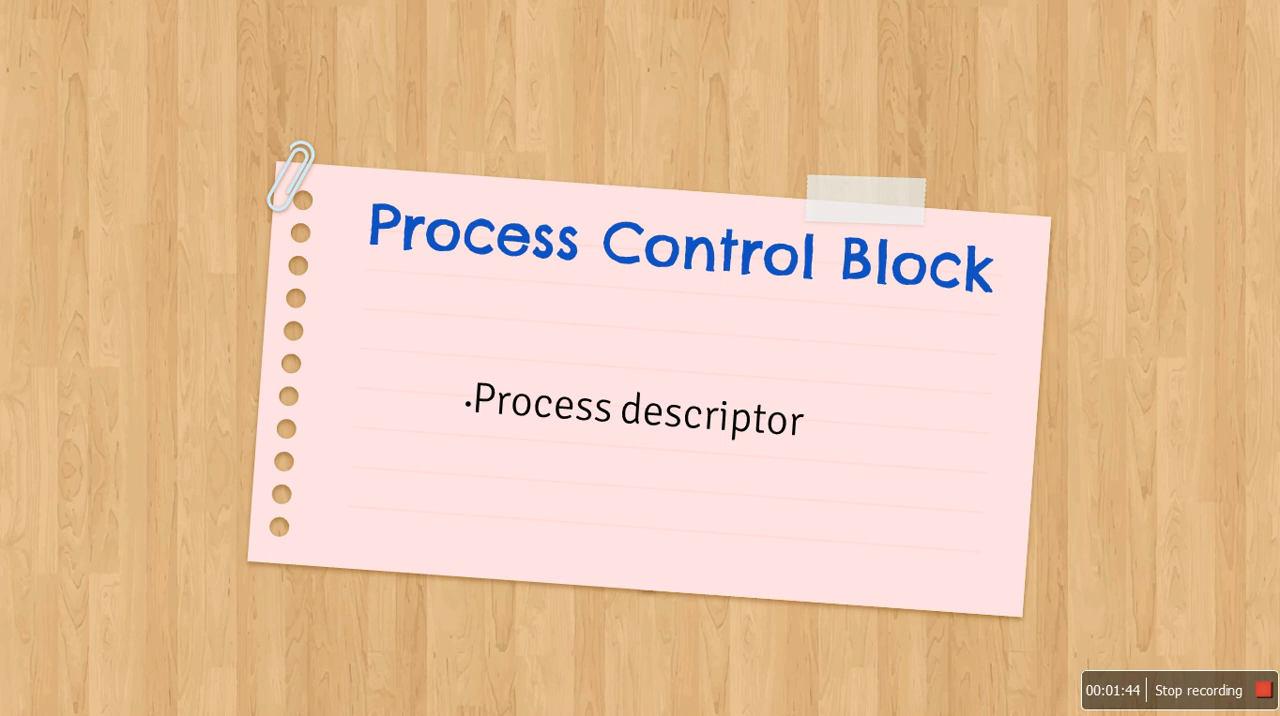 Process Control Block
.Process descriptor
00:01:44 Stop recording